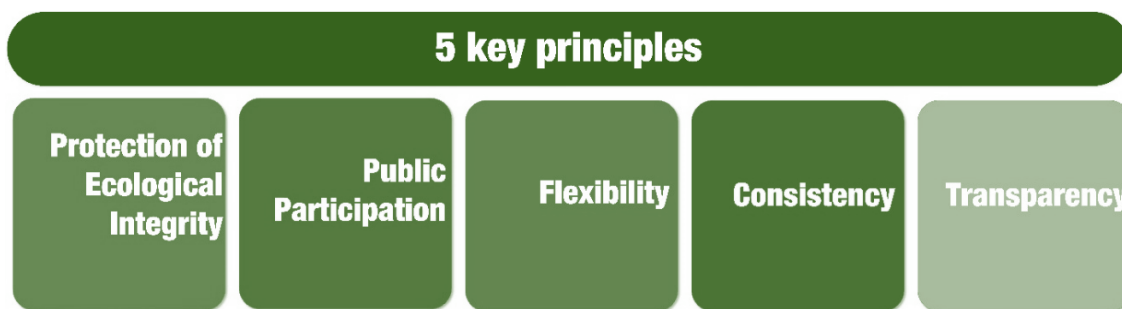 5 key principles
Protection of
Ecological
Integrity
Public
Participation
Flexibility
Consistency
Transparency